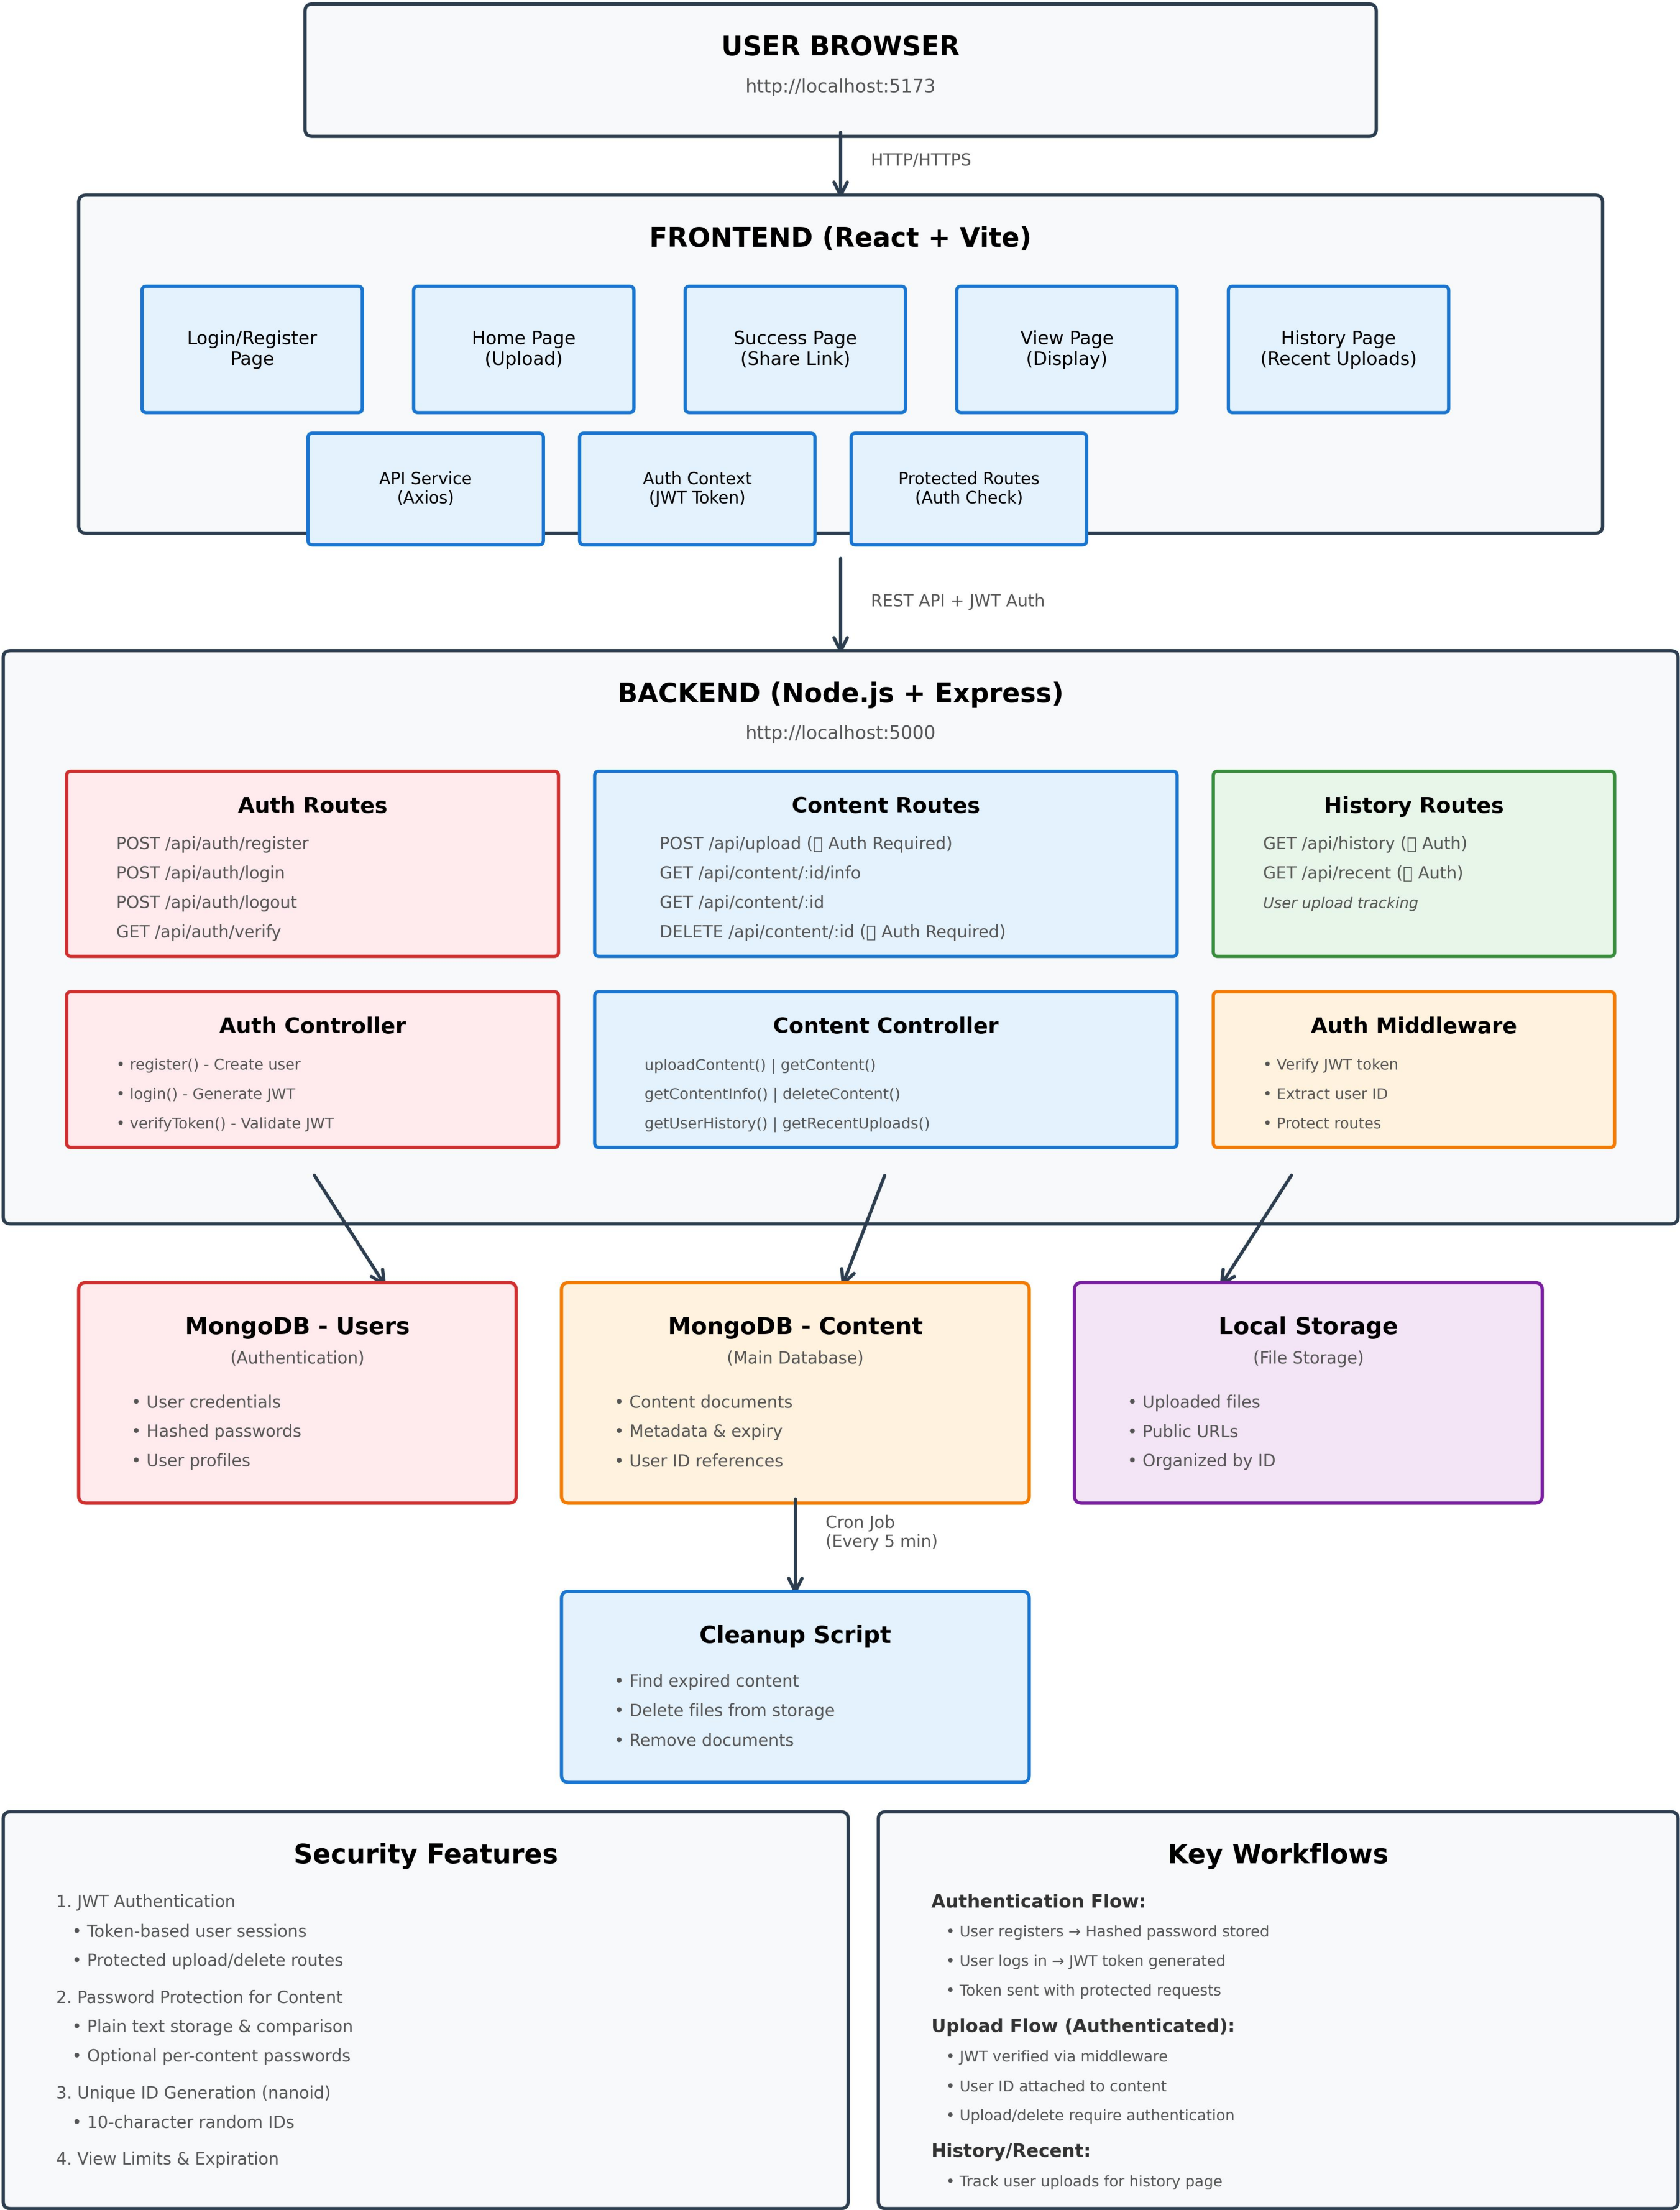 USER BROWSER
http://localhost:5173
HTTP/HTTPS
FRONTEND (React + Vite)
Login/Register
Page
Home Page
(Upload)
Success Page
(Share Link)
View Page
(Display)
History Page
(Recent Uploads)
API Service
(Axios)
Auth Context
(JWT Token)
Protected Routes
(Auth Check)
REST API + JWT Auth
BACKEND (Node.js + Express)
http://localhost:5000
Auth Routes
POST /api/auth/register
POST /api/auth/login
POST /api/auth/logout
GET /api/auth/verify
Content Routes
POST /api/upload (▯ Auth Required)
GET /api/content/:id/info
GET /api/content/:id
DELETE /api/content/:id (▯ Auth Required)
History Routes
GET /api/history (▯ Auth)
GET /api/recent (▯ Auth)
User upload tracking
Auth Controller
• register() - Create user
• login() - Generate JWT
• verifyToken() - Validate JWT
Content Controller
uploadContent() | getContent()
getContentInfo() | deleteContent()
getUserHistory() | getRecentUploads()
Auth Middleware
• Verify JWT token
• Extract user ID
• Protect routes
MongoDB - Users
(Authentication)
• User credentials
• Hashed passwords
• User profiles
MongoDB - Content
(Main Database)
• Content documents
• Metadata & expiry
• User ID references
Local Storage
(File Storage)
• Uploaded files
• Public URLs
• Organized by ID
Cron Job
(Every 5 min)
Cleanup Script
• Find expired content
• Delete files from storage
• Remove documents
Security Features
1. JWT Authentication
• Token-based user sessions
• Protected upload/delete routes
2. Password Protection for Content
• Plain text storage & comparison
• Optional per-content passwords
3. Unique ID Generation (nanoid)
• 10-character random IDs
4. View Limits & Expiration
Key Workflows
Authentication Flow:
• User registers → Hashed password stored
• User logs in → JWT token generated
• Token sent with protected requests
Upload Flow (Authenticated):
• JWT verified via middleware
• User ID attached to content
• Upload/delete require authentication
History/Recent:
• Track user uploads for history page